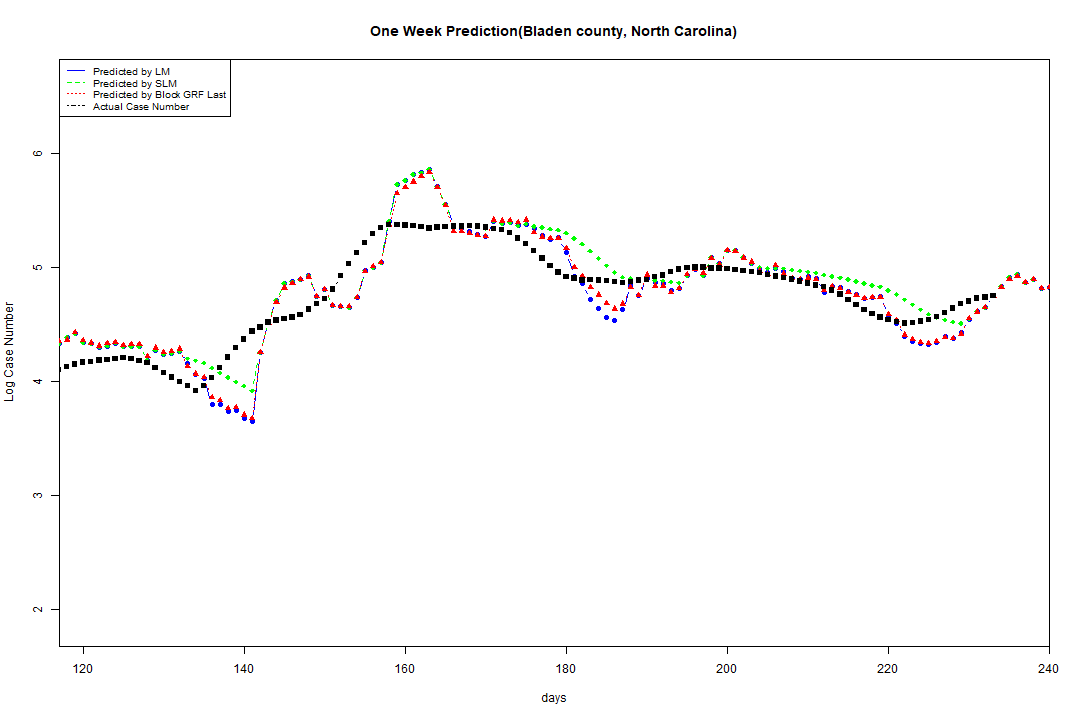 One Week Prediction(Bladen county, North Carolina)
Predicted by LM
Predicted by SLM
Predicted by Block GRF Last
Actual Case Number
6
5
4
3
2
Log Case Number
120 140 160 180 200 220 240
days